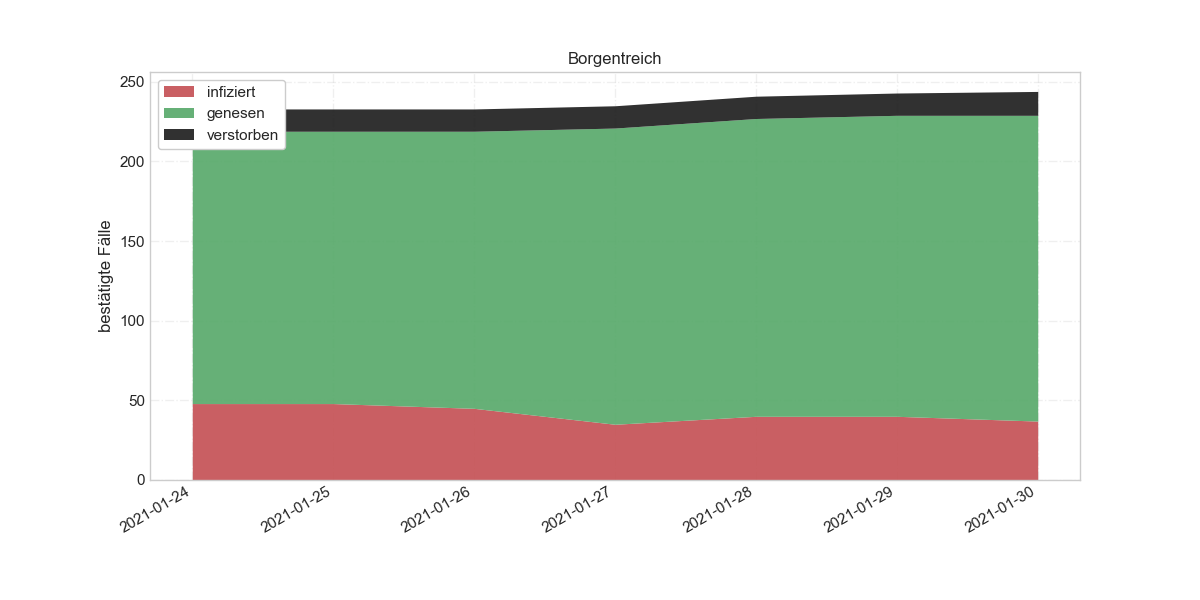 Borgentreich
infiziert
genesen
verstorben
bestätigte Fälle
250
200
150
100
50
0
2021-01-24
2021-01-25
2021-01-26
2021-01-27
2021-01-28
2021-01-29
2021-01-30